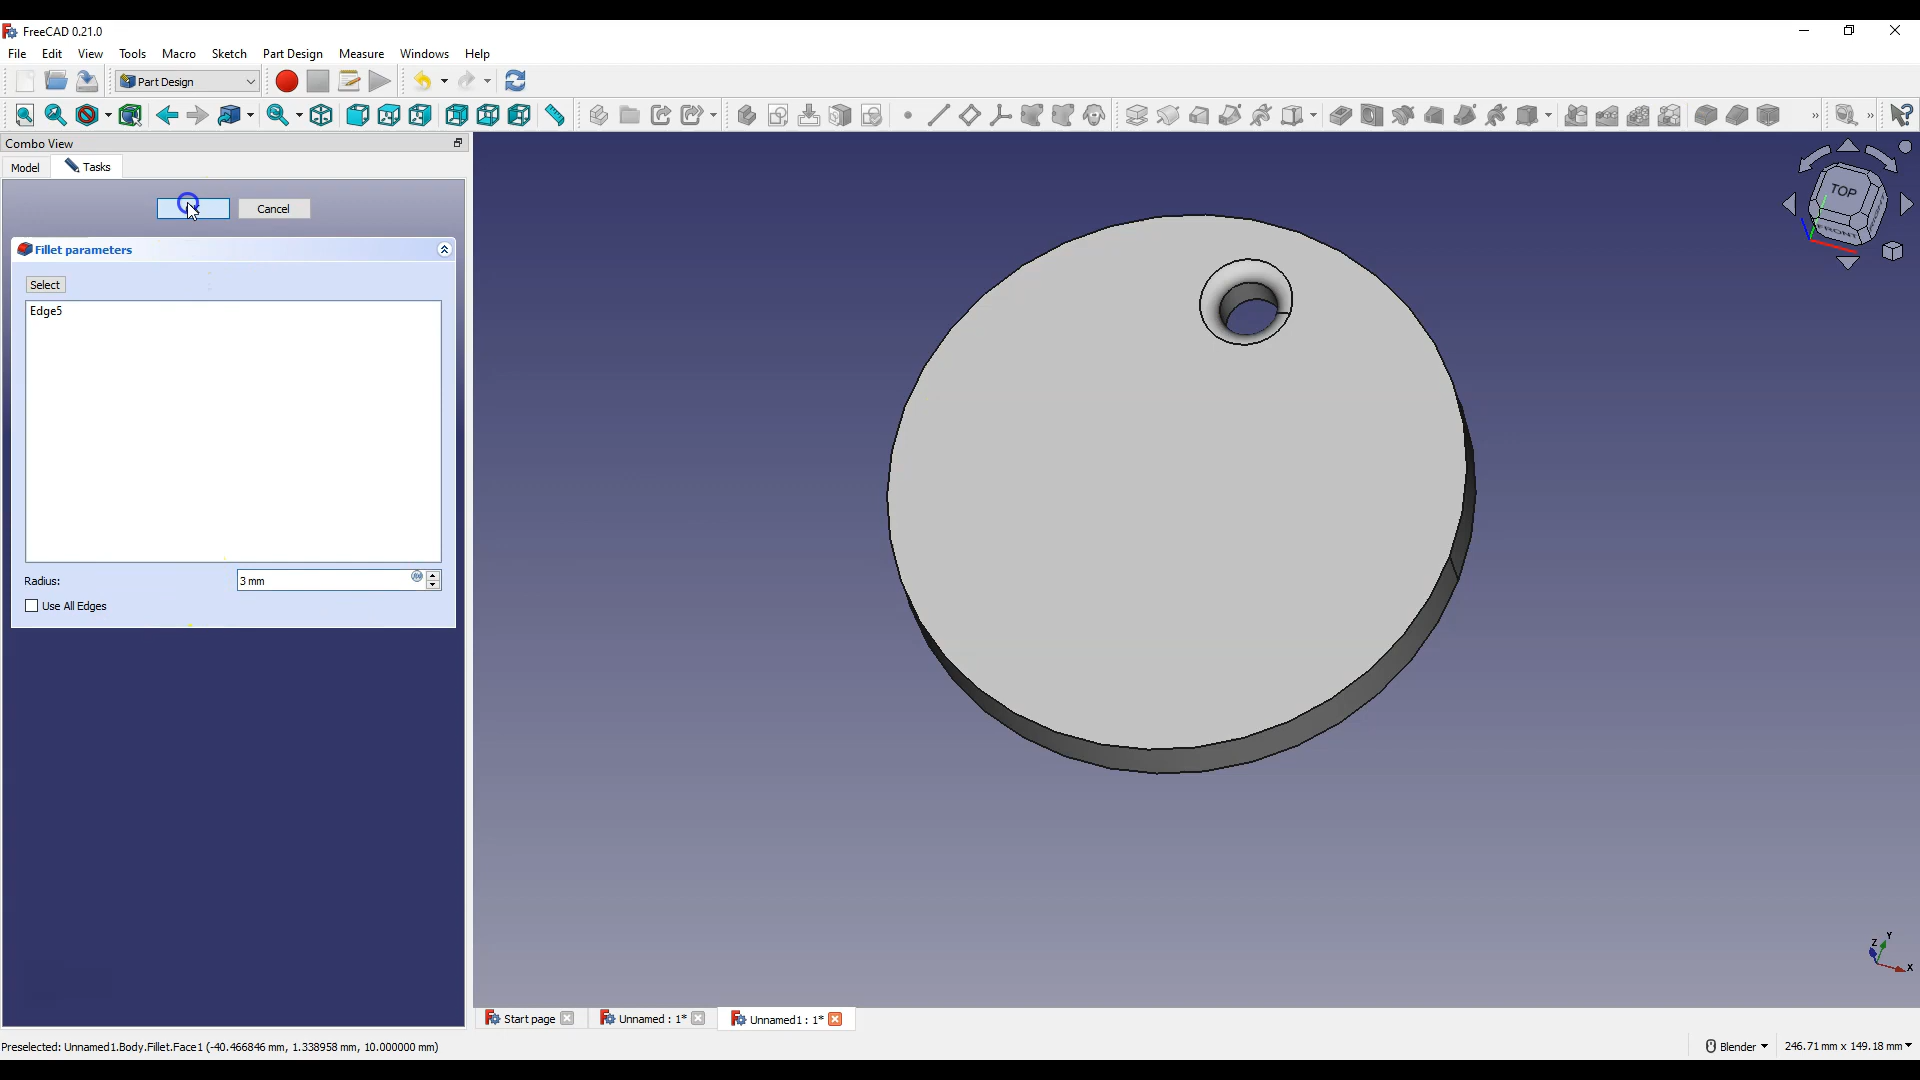 FreeCAD 0.21.0
File Edit View Tools Macro Sketch Part Design Measure Windows Help
Part Design
Combo View
Model Tasks
Cancel
Fillet parameters
Select
Edge5
Radius: 3 mm
Use All Edges
TOP
FRONT
Z Y X
Start page Unnamed : 1* Unnamed1 : 1*
Preselected: Unnamed1.Body.Fillet.Face1 (-40.466846 mm, 1.338958 mm, 10.000000 mm) Blender 246.71 mm x 149.18 mm